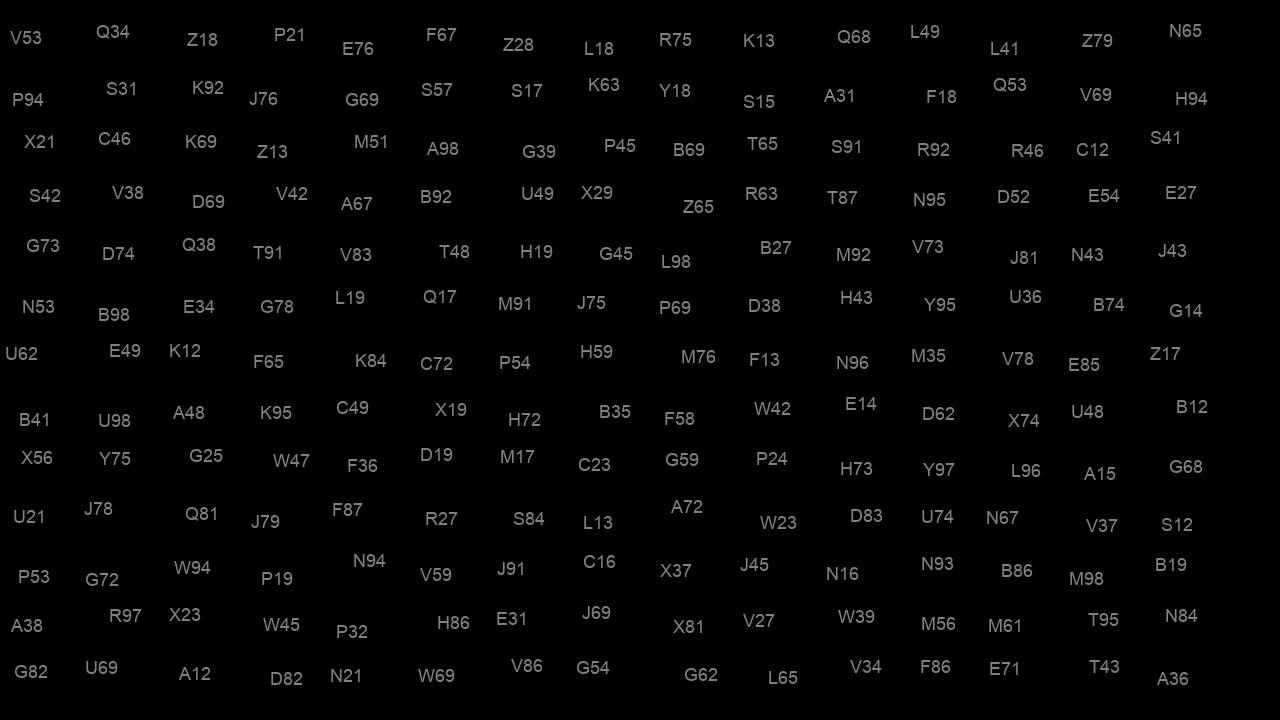 V53 Q34 Z18 P21 E76 F67 Z28 L18 R75 K13 Q68 L49 L41 Z79 N65
P94 S31 K92 J76 G69 S57 S17 K63 Y18 S15 A31 F18 Q53 V69 H94
X21 C46 K69 Z13 M51 A98 G39 P45 B69 T65 S91 R92 R46 C12 S41
S42 V38 D69 V42 A67 B92 U49 X29 Z65 R63 T87 N95 D52 E54 E27
G73 D74 Q38 T91 V83 T48 H19 G45 L98 B27 M92 V73 J81 N43 J43
N53 B98 E34 G78 L19 Q17 M91 J75 P69 D38 H43 Y95 U36 B74 G14
U62 E49 K12 F65 K84 C72 P54 H59 M76 F13 N96 M35 V78 E85 Z17
B41 U98 A48 K95 C49 X19 H72 B35 F58 W42 E14 D62 X74 U48 B12
X56 Y75 G25 W47 F36 D19 M17 C23 G59 P24 H73 Y97 L96 A15 G68
U21 J78 Q81 J79 F87 R27 S84 L13 A72 W23 D83 U74 N67 V37 S12
P53 G72 W94 P19 N94 V59 J91 C16 X37 J45 N16 N93 B86 M98 B19
A38 R97 X23 W45 P32 H86 E31 J69 X81 V27 W39 M56 M61 T95 N84
G82 U69 A12 D82 N21 W69 V86 G54 G62 L65 V34 F86 E71 T43 A36